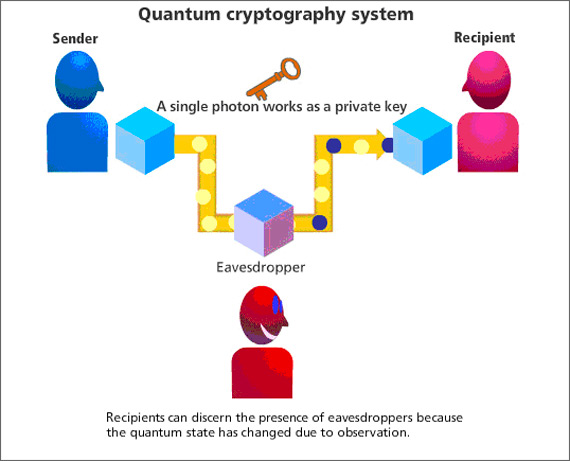 Quantum cryptography system
Sender
Recipient
A single photon works as a private key
Eavesdropper
Recipients can discern the presence of eavesdroppers because
the quantum state has changed due to observation.